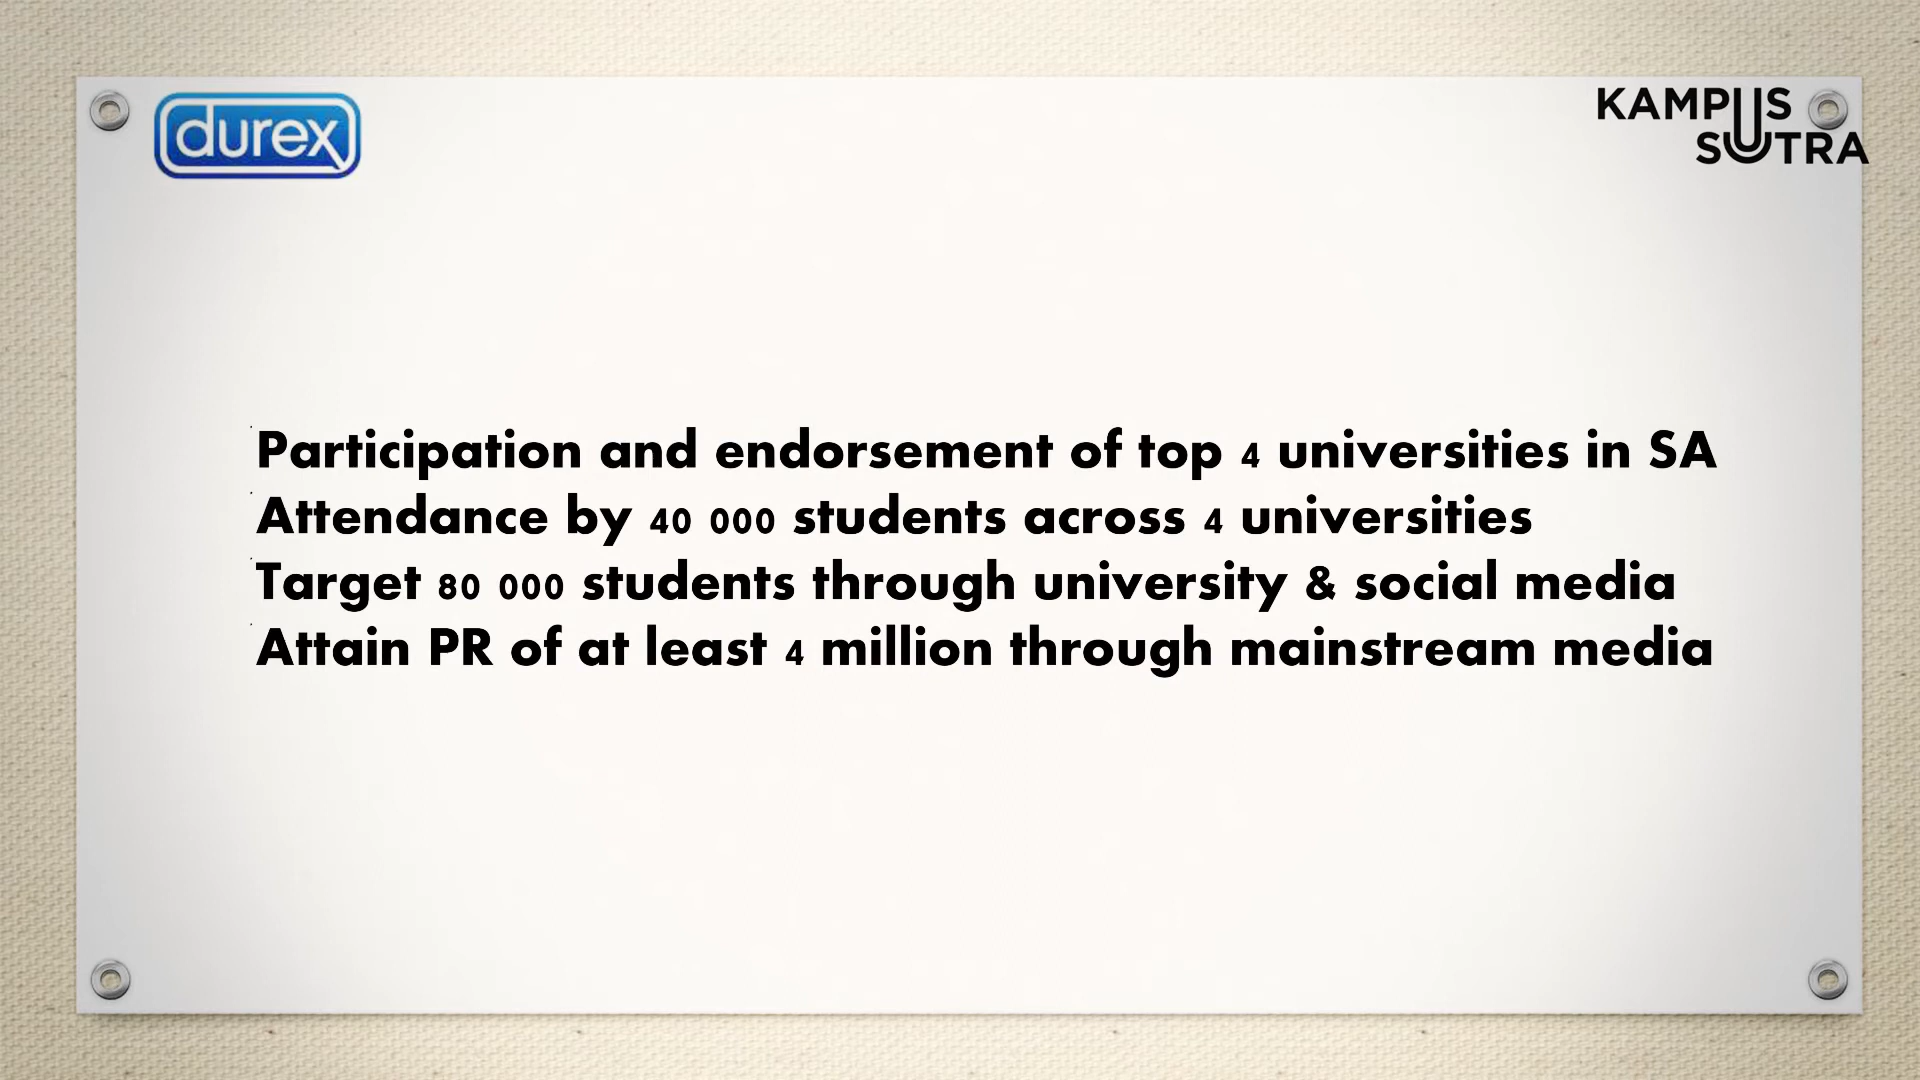 durex
KAMPUS
SUTRA
Participation and endorsement of top 4 universities in SA
Attendance by 40 000 students across 4 universities
Target 80 000 students through university & social media
Attain PR of at least 4 million through mainstream media